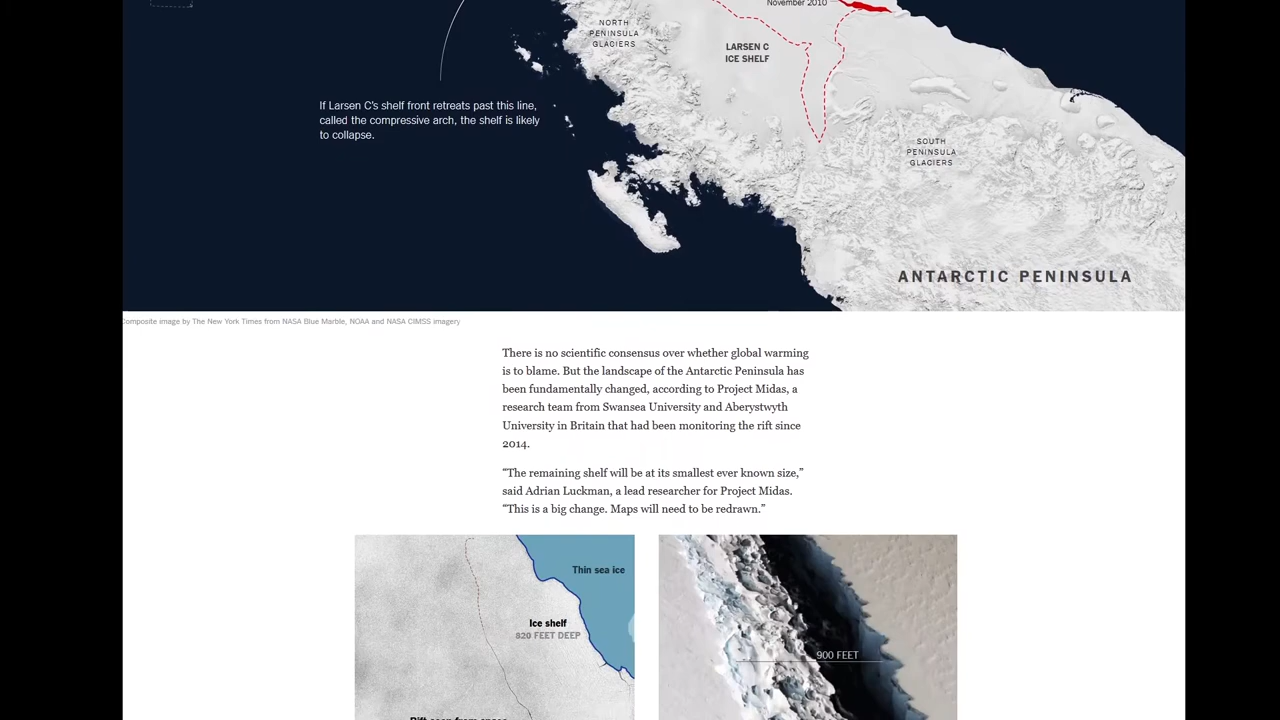 November 2010
NORTH
PENINSULA
GLACIERS
LARSEN C
ICE SHELF
If Larsen C's shelf front retreats past this line,
called the compressive arch, the shelf is likely
to collapse.
SOUTH
PENINSULA
GLACIERS
ANTARCTIC PENINSULA
Composite image by The New York Times from NASA Blue Marble, NOAA and NASA CIMSS imagery
There is no scientific consensus over whether global warming
is to blame. But the landscape of the Antarctic Peninsula has
been fundamentally changed, according to Project Midas, a
research team from Swansea University and Aberystwyth
University in Britain that had been monitoring the rift since
2014.
“The remaining shelf will be at its smallest ever known size,”
said Adrian Luckman, a lead researcher for Project Midas.
“This is a big change. Maps will need to be redrawn.”
Thin sea ice
Ice shelf
820 FEET DEEP
900 FEET
Rift seen from space